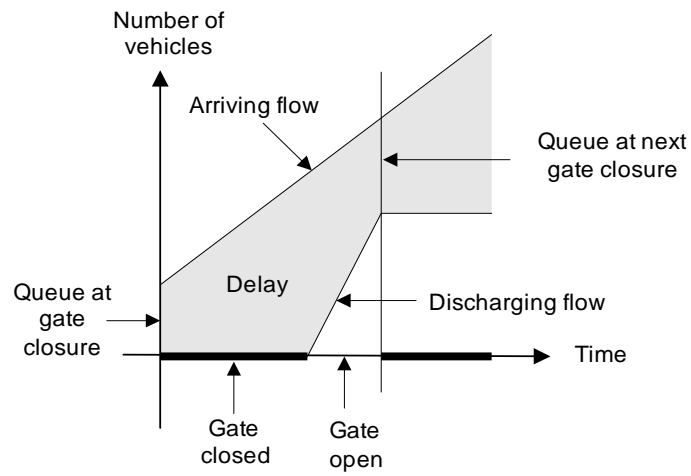 Number of
vehicles
Arriving flow
Queue at next
gate closure
Delay
Queue at
gate
closure
Discharging flow
Time
Gate
closed
Gate
open